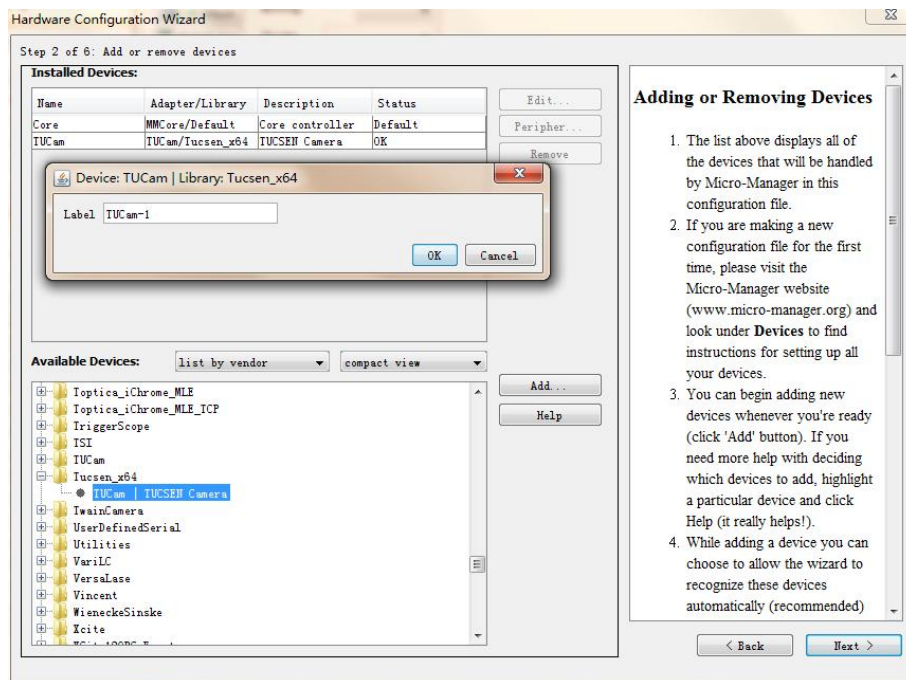 Hardware Configuration Wizard
Step 2 of 6: Add or remove devices
Installed Devices:
Name Adapter/Library Description Status
Core MMCore/Default Core controller Default
TUCam TUCam/Tucsen_x64 TUCSEN Camera OK
Edit...
Peripher...
Remove
Device: TUCam | Library: Tucsen_x64
Label TUCam-1
OK Cancel
Available Devices: list by vendor compact view
Toptica_iChrome_MLE
Toptica_iChrome_MLE_TCP
TriggerScope
TSI
TUCam
Tucsen_x64
TUCam | TUCSEN Camera
TwainCamera
UserDefinedSerial
Utilities
VariLC
VersaLase
Vincent
WieneckeSinske
Xcite
Add...
Help
Adding or Removing Devices
1. The list above displays all of
the devices that will be handled
by Micro-Manager in this
configuration file.
2. If you are making a new
configuration file for the first
time, please visit the
Micro-Manager website
(www.micro-manager.org) and
look under Devices to find
instructions for setting up all
your devices.
3. You can begin adding new
devices whenever you're ready
(click 'Add' button). If you
need more help with deciding
which devices to add, highlight
a particular device and click
Help (it really helps!).
4. While adding a device you can
choose to allow the wizard to
recognize these devices
automatically (recommended)
< Back Next >